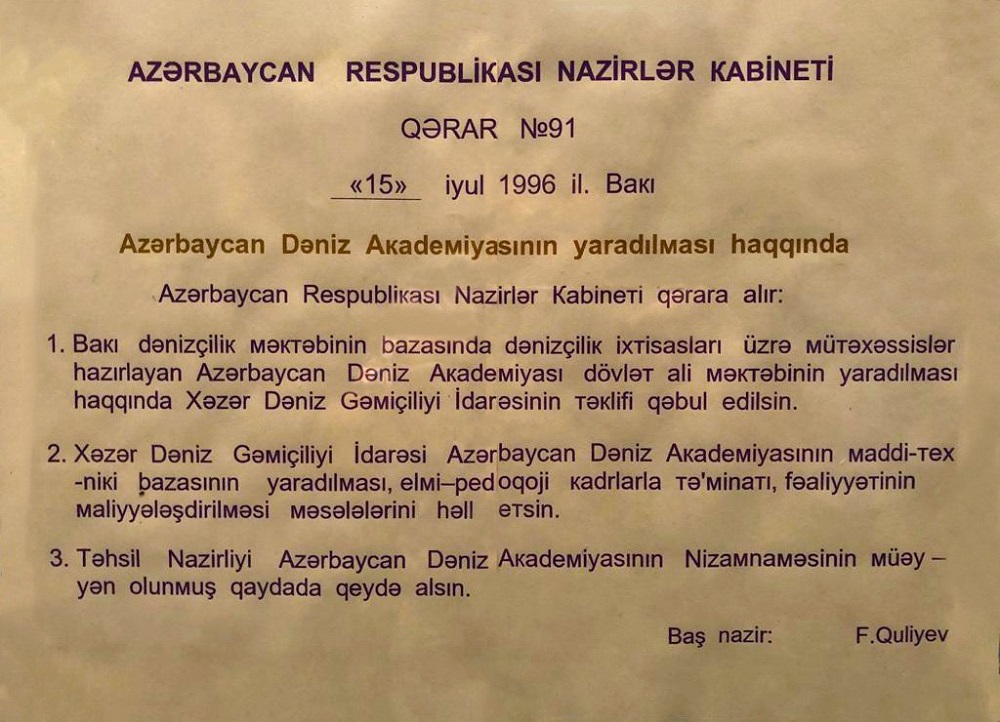 AZƏRBAYCAN RESPUBLİKASI NAZİRLƏR KABİNETİ
QƏRAR №91
«15» iyul 1996 il. Bakı
Azərbaycan Dəniz Akademiyasının yaradılması haqqında
Azərbaycan Respublikası Nazirlər Kabineti qərara alır:
1. Bakı dənizçilik məktəbinin bazasında dənizçilik ixtisasları üzrə mütəxəssislər
hazırlayan Azərbaycan Dəniz Akademiyası dövlət ali məktəbinin yaradılması
haqqında Xəzər Dəniz Gəmiçiliyi İdarəsinin təklifi qəbul edilsin.
2. Xəzər Dəniz Gəmiçiliyi İdarəsi Azərbaycan Dəniz Akademiyasının maddi-tex
-niki bazasının yaradılması, elmi–pedoqoji kadrlarla tə'minatı, fəaliyyətinin
maliyyələşdirilməsi məsələlərini həll etsin.
3. Təhsil Nazirliyi Azərbaycan Dəniz Akademiyasının Nizamnaməsinin müəy –
yən olunmuş qaydada qeydə alsın.
Baş nazir: F.Quliyev